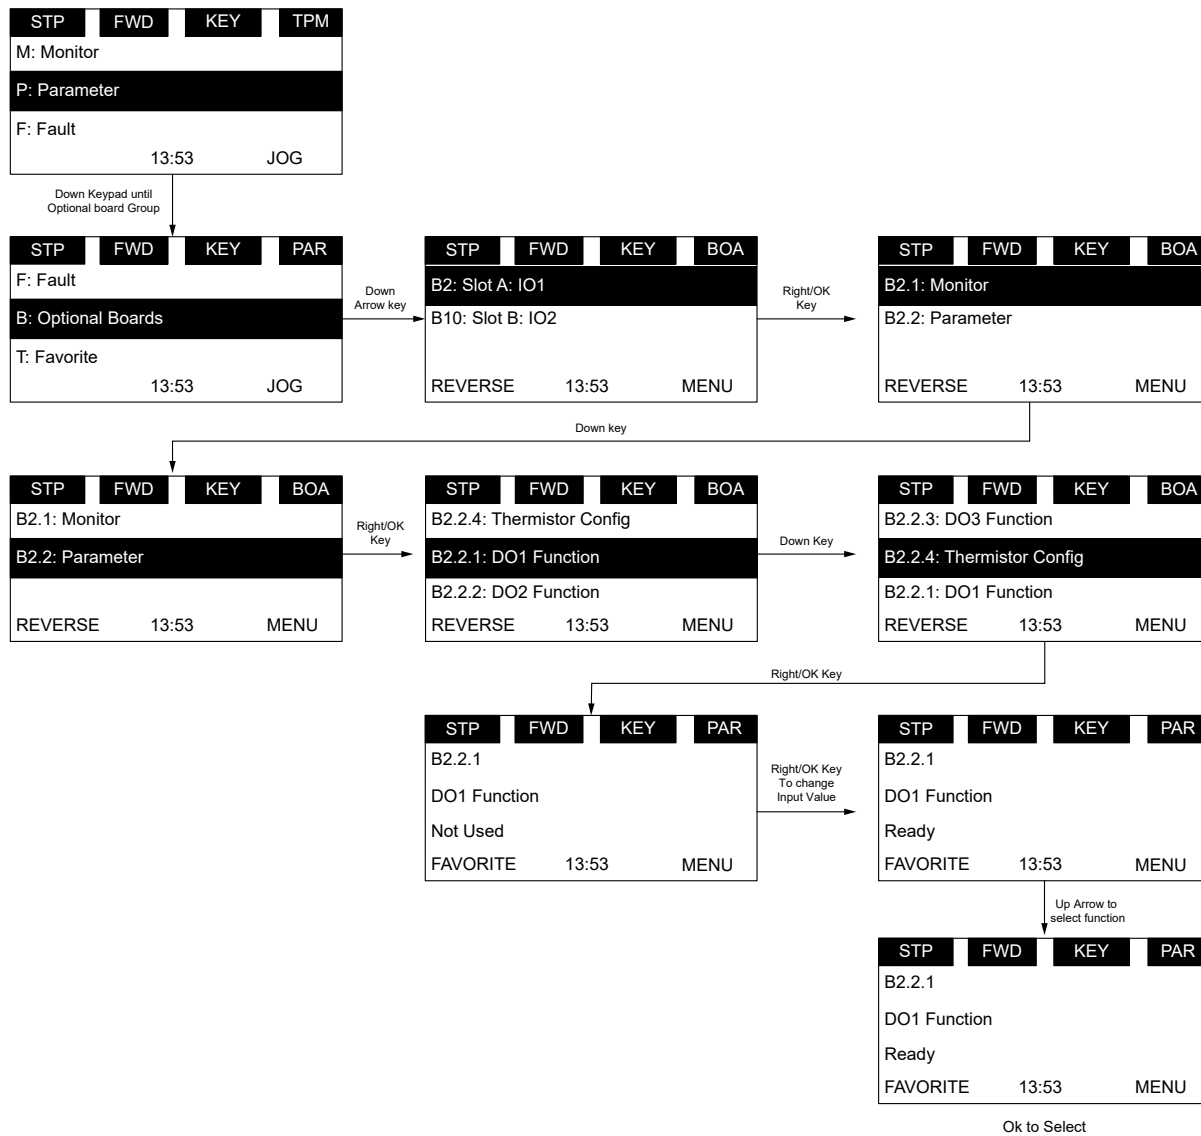 STP FWD KEY TPM
M: Monitor
P: Parameter
F: Fault
13:53 JOG
Down Keypad until
Optional board Group
STP FWD KEY PAR
F: Fault
B: Optional Boards
T: Favorite
13:53 JOG
Down
Arrow key
STP FWD KEY BOA
B2: Slot A: IO1
B10: Slot B: IO2
REVERSE 13:53 MENU
Right/OK
Key
STP FWD KEY BOA
B2.1: Monitor
B2.2: Parameter
REVERSE 13:53 MENU
Down key
STP FWD KEY BOA
B2.1: Monitor
B2.2: Parameter
REVERSE 13:53 MENU
Right/OK
Key
STP FWD KEY BOA
B2.2.4: Thermistor Config
B2.2.1: DO1 Function
B2.2.2: DO2 Function
REVERSE 13:53 MENU
Down Key
STP FWD KEY BOA
B2.2.3: DO3 Function
B2.2.4: Thermistor Config
B2.2.1: DO1 Function
REVERSE 13:53 MENU
Right/OK Key
STP FWD KEY PAR
B2.2.1
DO1 Function
Not Used
FAVORITE 13:53 MENU
Right/OK Key
To change
Input Value
STP FWD KEY PAR
B2.2.1
DO1 Function
Ready
FAVORITE 13:53 MENU
Up Arrow to
select function
STP FWD KEY PAR
B2.2.1
DO1 Function
Ready
FAVORITE 13:53 MENU
Ok to Select